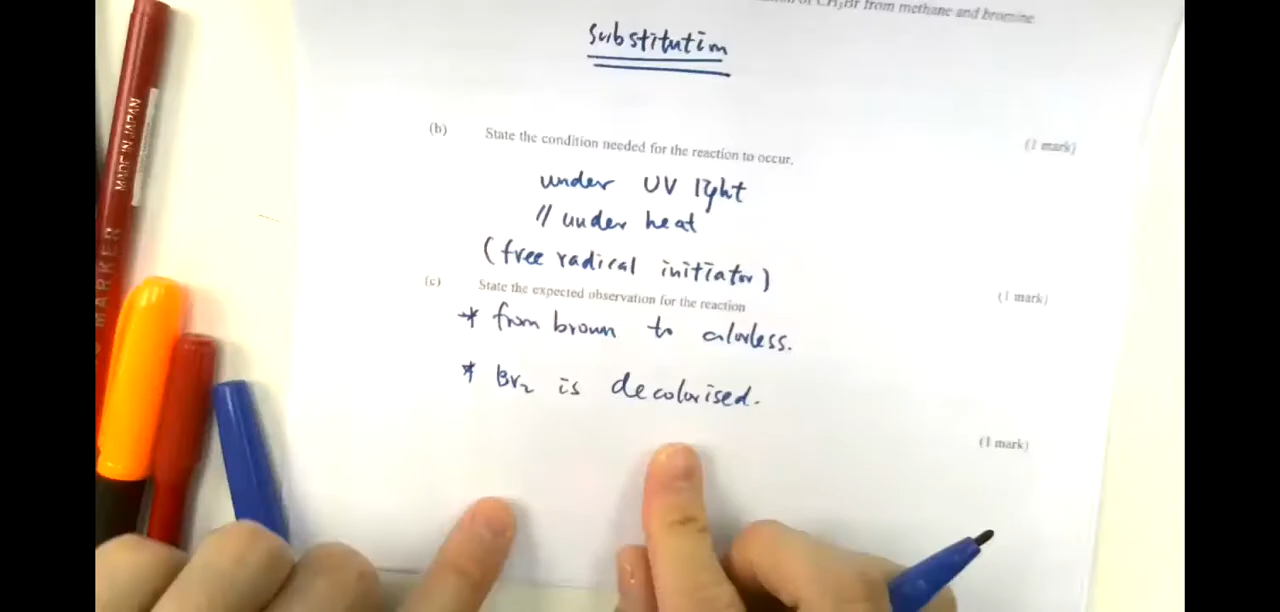 of CH3Br from methane and bromine
Substitution
(b) State the condition needed for the reaction to occur.
(1 mark)
under UV light
// under heat
(free radical initiator)
(c) State the expected observation for the reaction
(1 mark)
* from brown to colorless.
* Br2 is decolorised.
(1 mark)
MADE IN JAPAN
MARKER